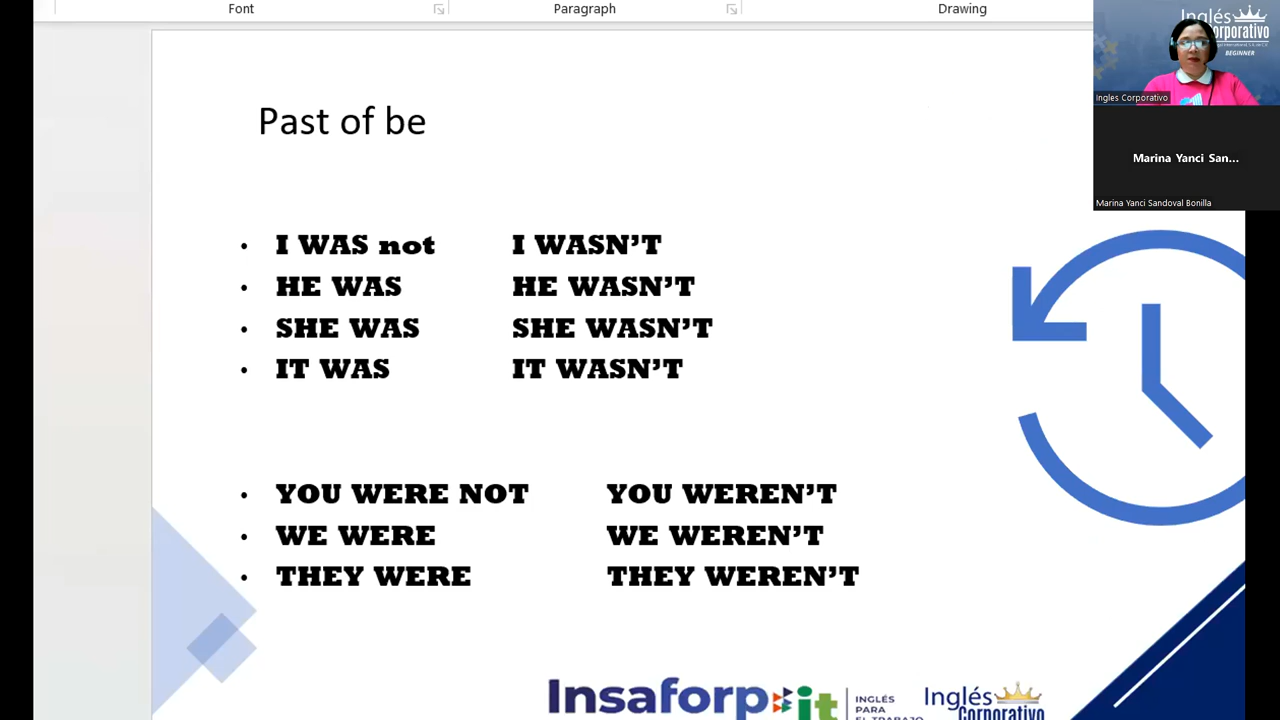 Font Paragraph Drawing
Inglés
Corporativo
BEGINNER
Ingles Corporativo
Marina Yanci San...
Marina Yanci Sandoval Bonilla
Past of be
• I WAS not I WASN'T
• HE WAS HE WASN'T
• SHE WAS SHE WASN'T
• IT WAS IT WASN'T
• YOU WERE NOT YOU WEREN'T
• WE WERE WE WEREN'T
• THEY WERE THEY WEREN'T
Insaforp it
INGLÉS
PARA
EL TRABAJO
Inglés
Corporativo